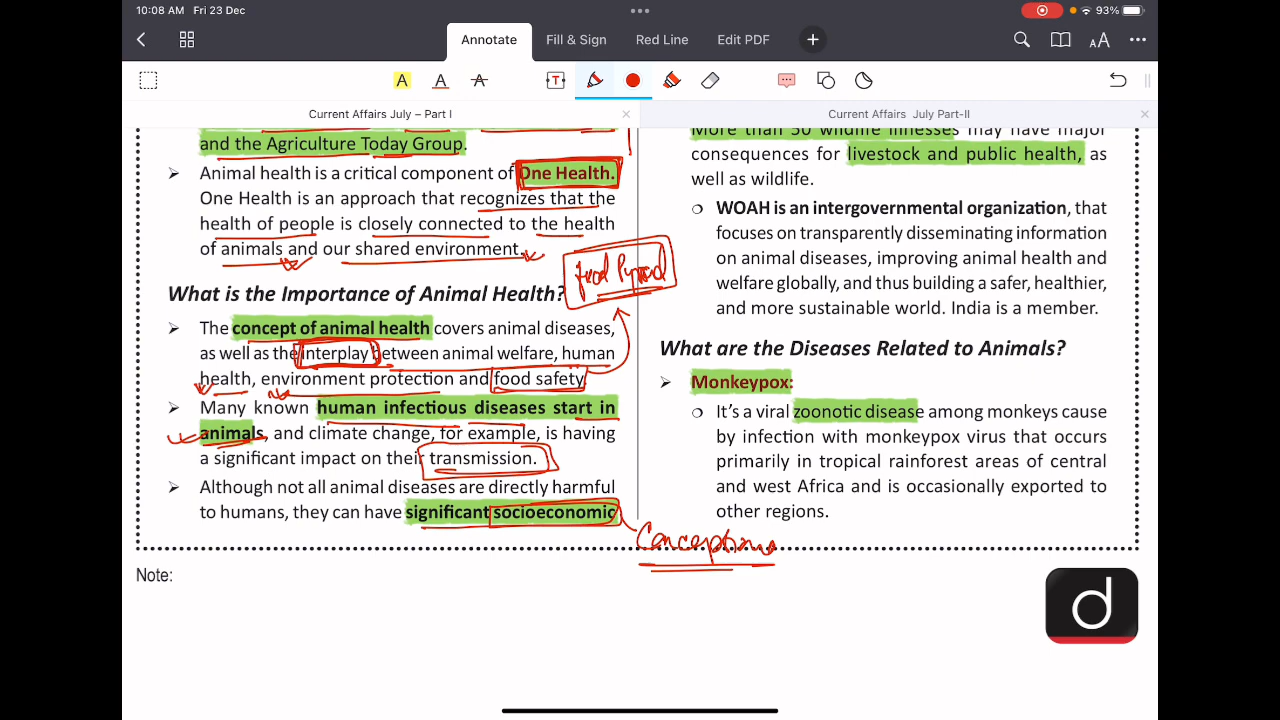 10:08 AM Fri 23 Dec
93%
Annotate
Fill & Sign
Red Line
Edit PDF
Current Affairs July – Part I
Current Affairs July Part-II
and the Agriculture Today Group.
Animal health is a critical component of One Health.
One Health is an approach that recognizes that the
health of people is closely connected to the health
of animals and our shared environment.
Food Pyramid
What is the Importance of Animal Health?
The concept of animal health covers animal diseases,
as well as the interplay between animal welfare, human
health, environment protection and food safety.
Many known human infectious diseases start in
animals, and climate change, for example, is having
a significant impact on their transmission.
Although not all animal diseases are directly harmful
to humans, they can have significant socioeconomic
More than 50 wildlife illnesses may have major
consequences for livestock and public health, as
well as wildlife.
WOAH is an intergovernmental organization, that
focuses on transparently disseminating information
on animal diseases, improving animal health and
welfare globally, and thus building a safer, healthier,
and more sustainable world. India is a member.
What are the Diseases Related to Animals?
Monkeypox:
It's a viral zoonotic disease among monkeys cause
by infection with monkeypox virus that occurs
primarily in tropical rainforest areas of central
and west Africa and is occasionally exported to
other regions.
Note:
d